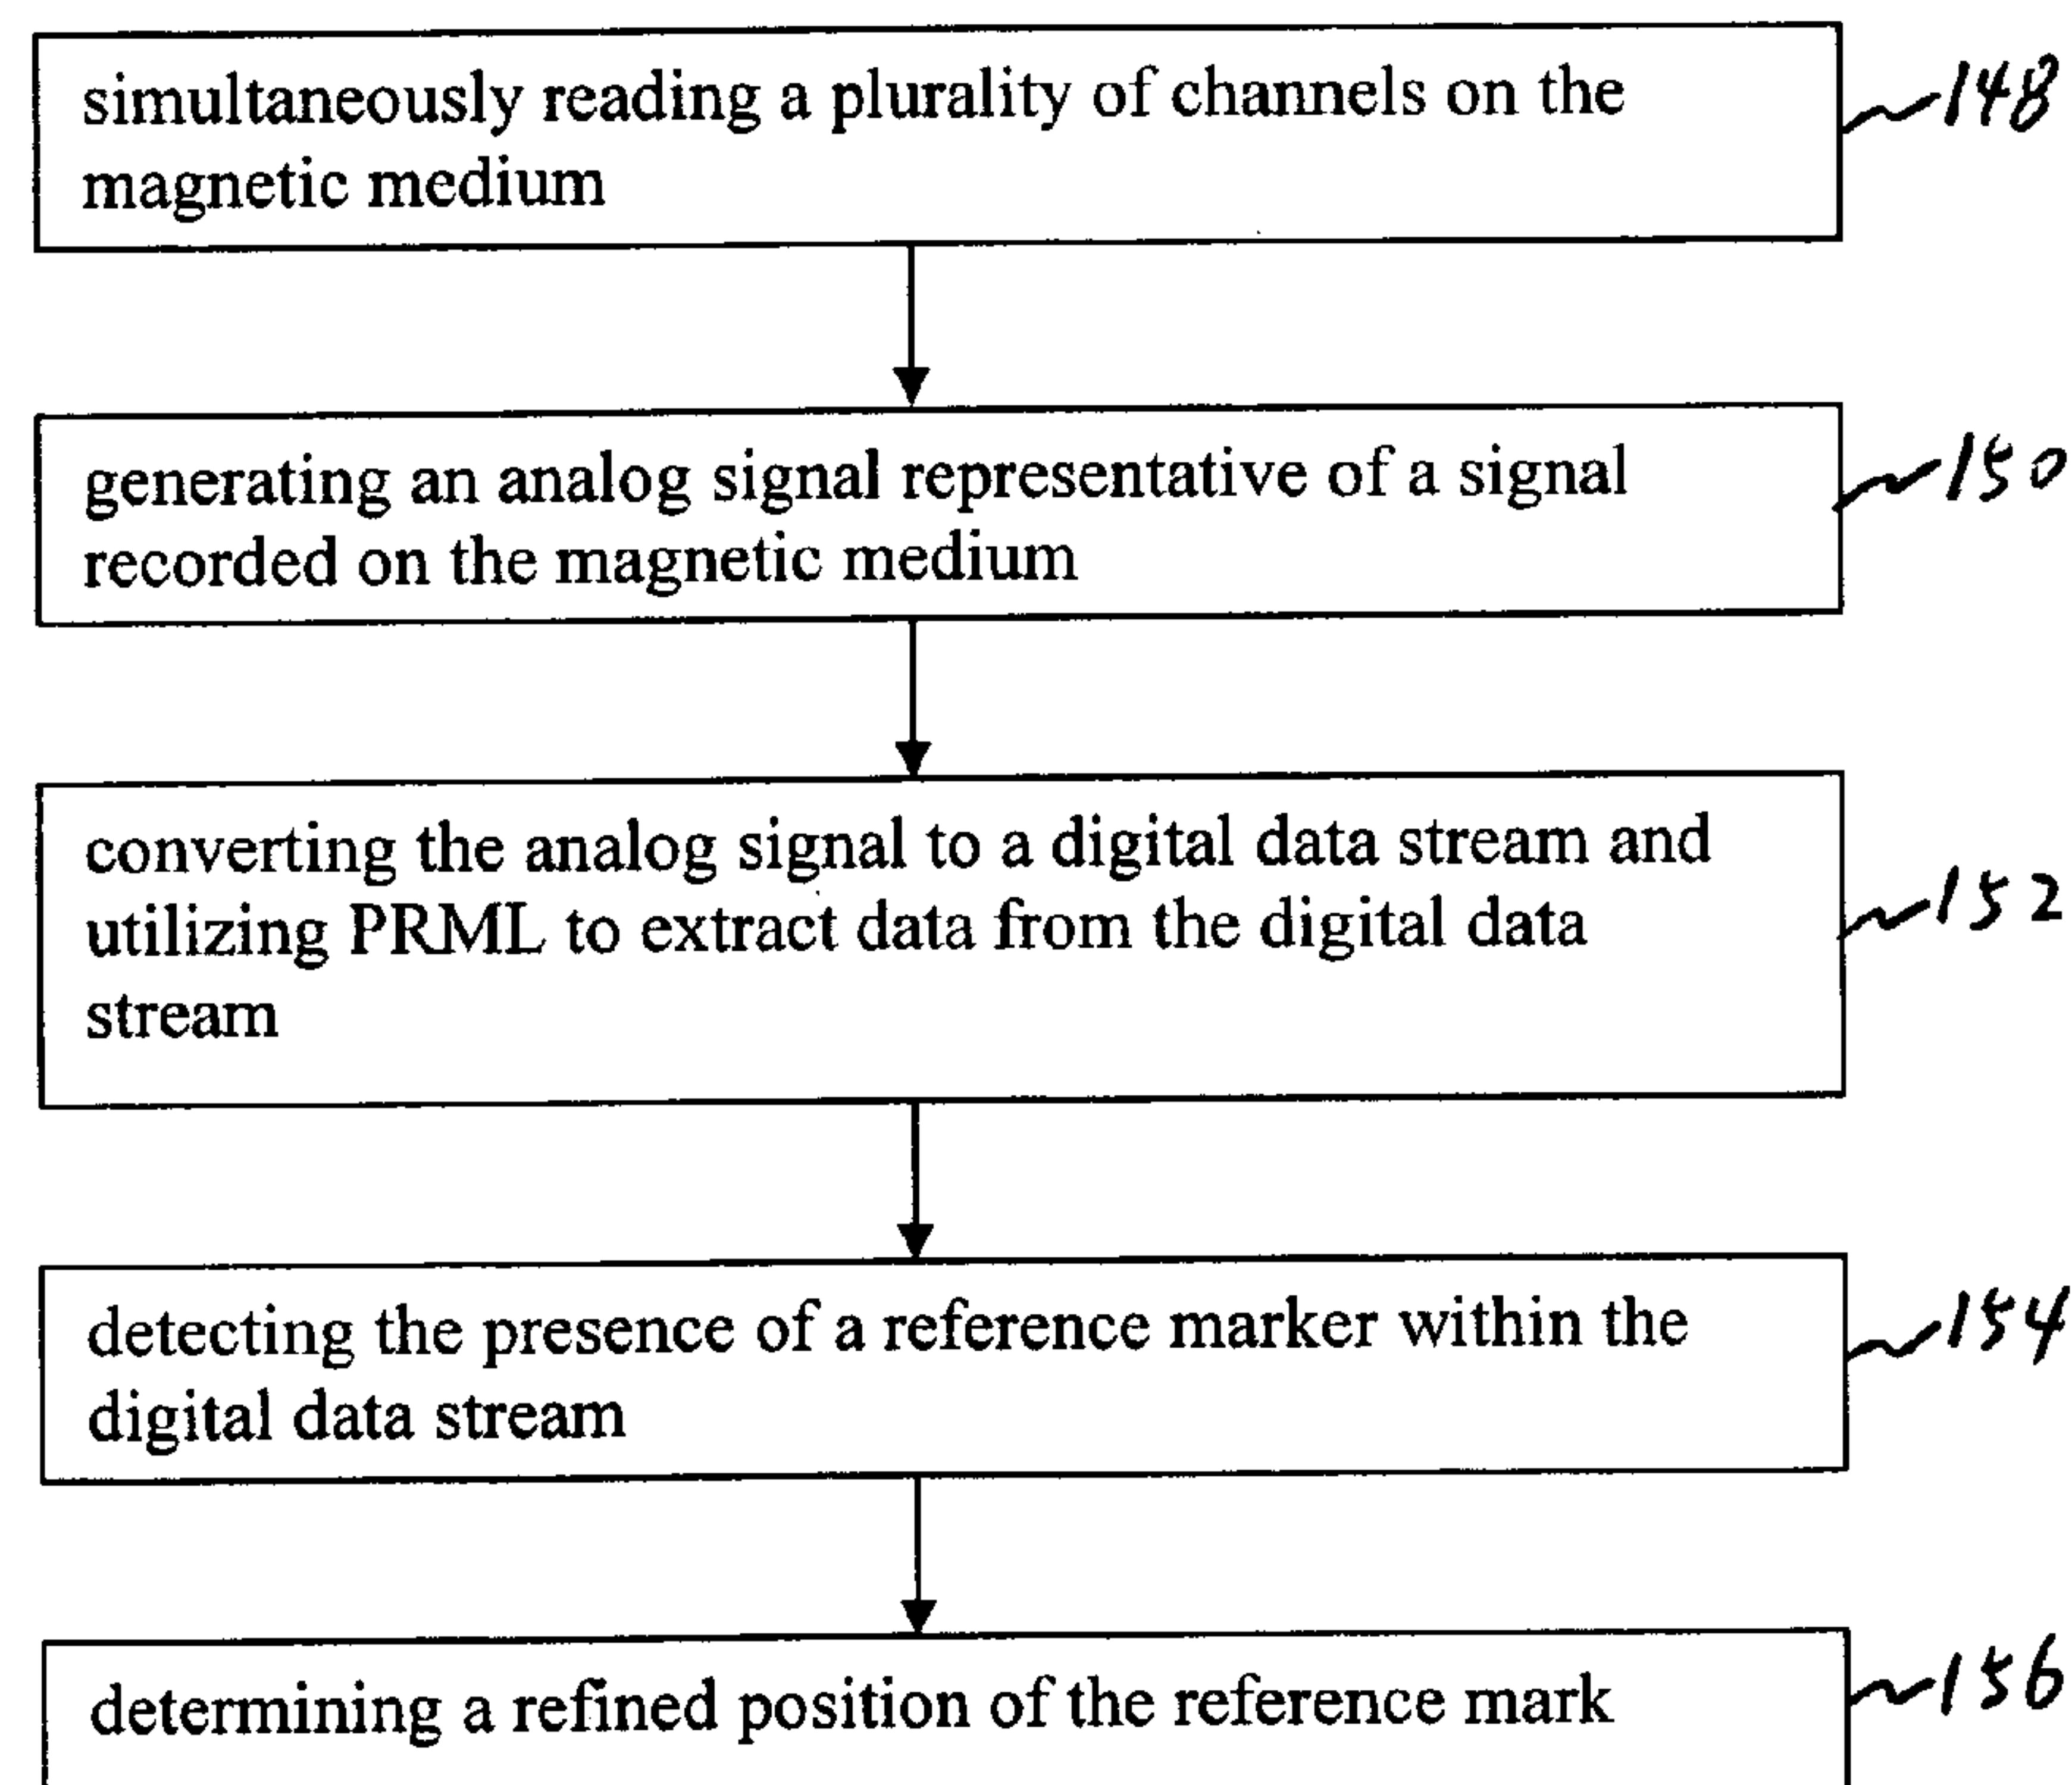 simultaneously reading a plurality of channels on the
magnetic medium
148
generating an analog signal representative of a signal
recorded on the magnetic medium
150
converting the analog signal to a digital data stream and
utilizing PRML to extract data from the digital data
stream
152
detecting the presence of a reference marker within the
digital data stream
154
determining a refined position of the reference mark
156